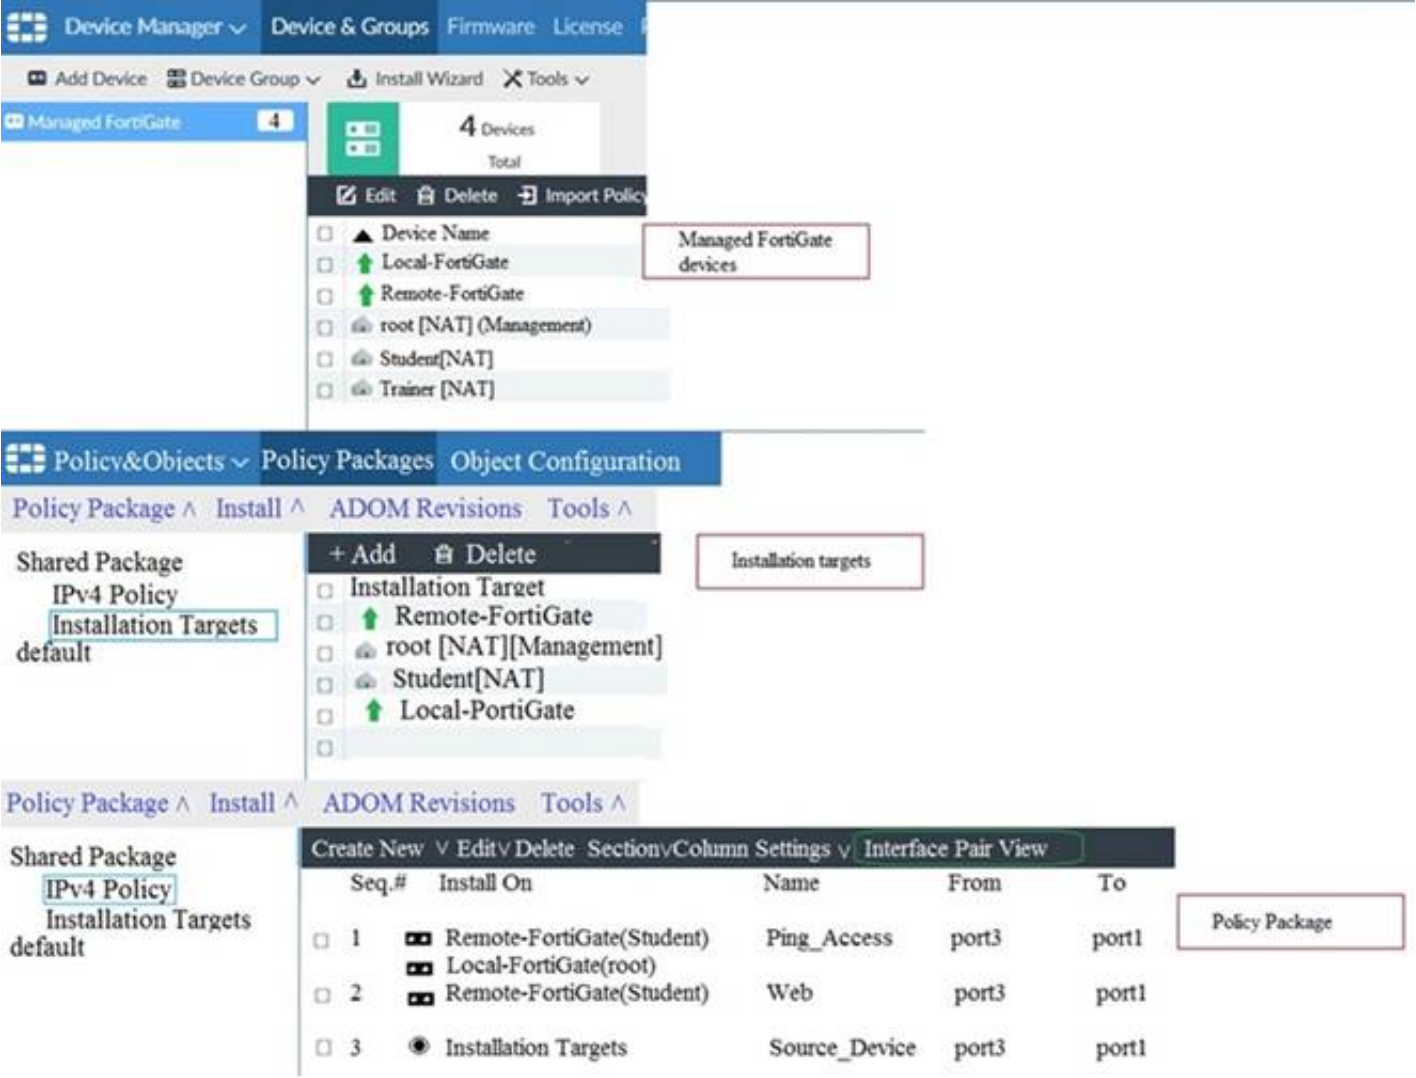 Device Manager Device & Groups Firmware License
Add Device Device Group Install Wizard Tools
Managed FortiGate 4
4 Devices
Total
Edit Delete Import Policy
Device Name
Local-FortiGate
Remote-FortiGate
root [NAT] (Management)
Student[NAT]
Trainer [NAT]
Managed FortiGate
devices
Policy&Objects Policy Packages Object Configuration
Policy Package ˄ Install ˄ ADOM Revisions Tools ˄
Shared Package
IPv4 Policy
Installation Targets
default
+ Add Delete
Installation Target
Remote-FortiGate
root [NAT][Management]
Student[NAT]
Local-PortiGate
Installation targets
Policy Package ˄ Install ˄ ADOM Revisions Tools ˄
Shared Package
IPv4 Policy
Installation Targets
default
Create New ˅ Edit˅ Delete Section˅Column Settings ˅ Interface Pair View
Seq.# Install On Name From To
1 Remote-FortiGate(Student) Ping_Access port3 port1
Local-FortiGate(root)
2 Remote-FortiGate(Student) Web port3 port1
3 Installation Targets Source_Device port3 port1
Policy Package